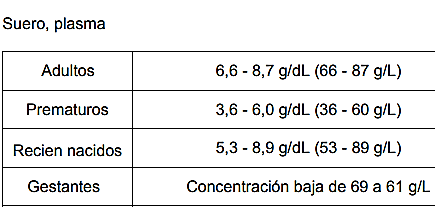 Suero, plasma
Adultos 6,6 - 8,7 g/dL (66 - 87 g/L)
Prematuros 3,6 - 6,0 g/dL (36 - 60 g/L)
Recien nacidos 5,3 - 8,9 g/dL (53 - 89 g/L)
Gestantes Concentración baja de 69 a 61 g/L